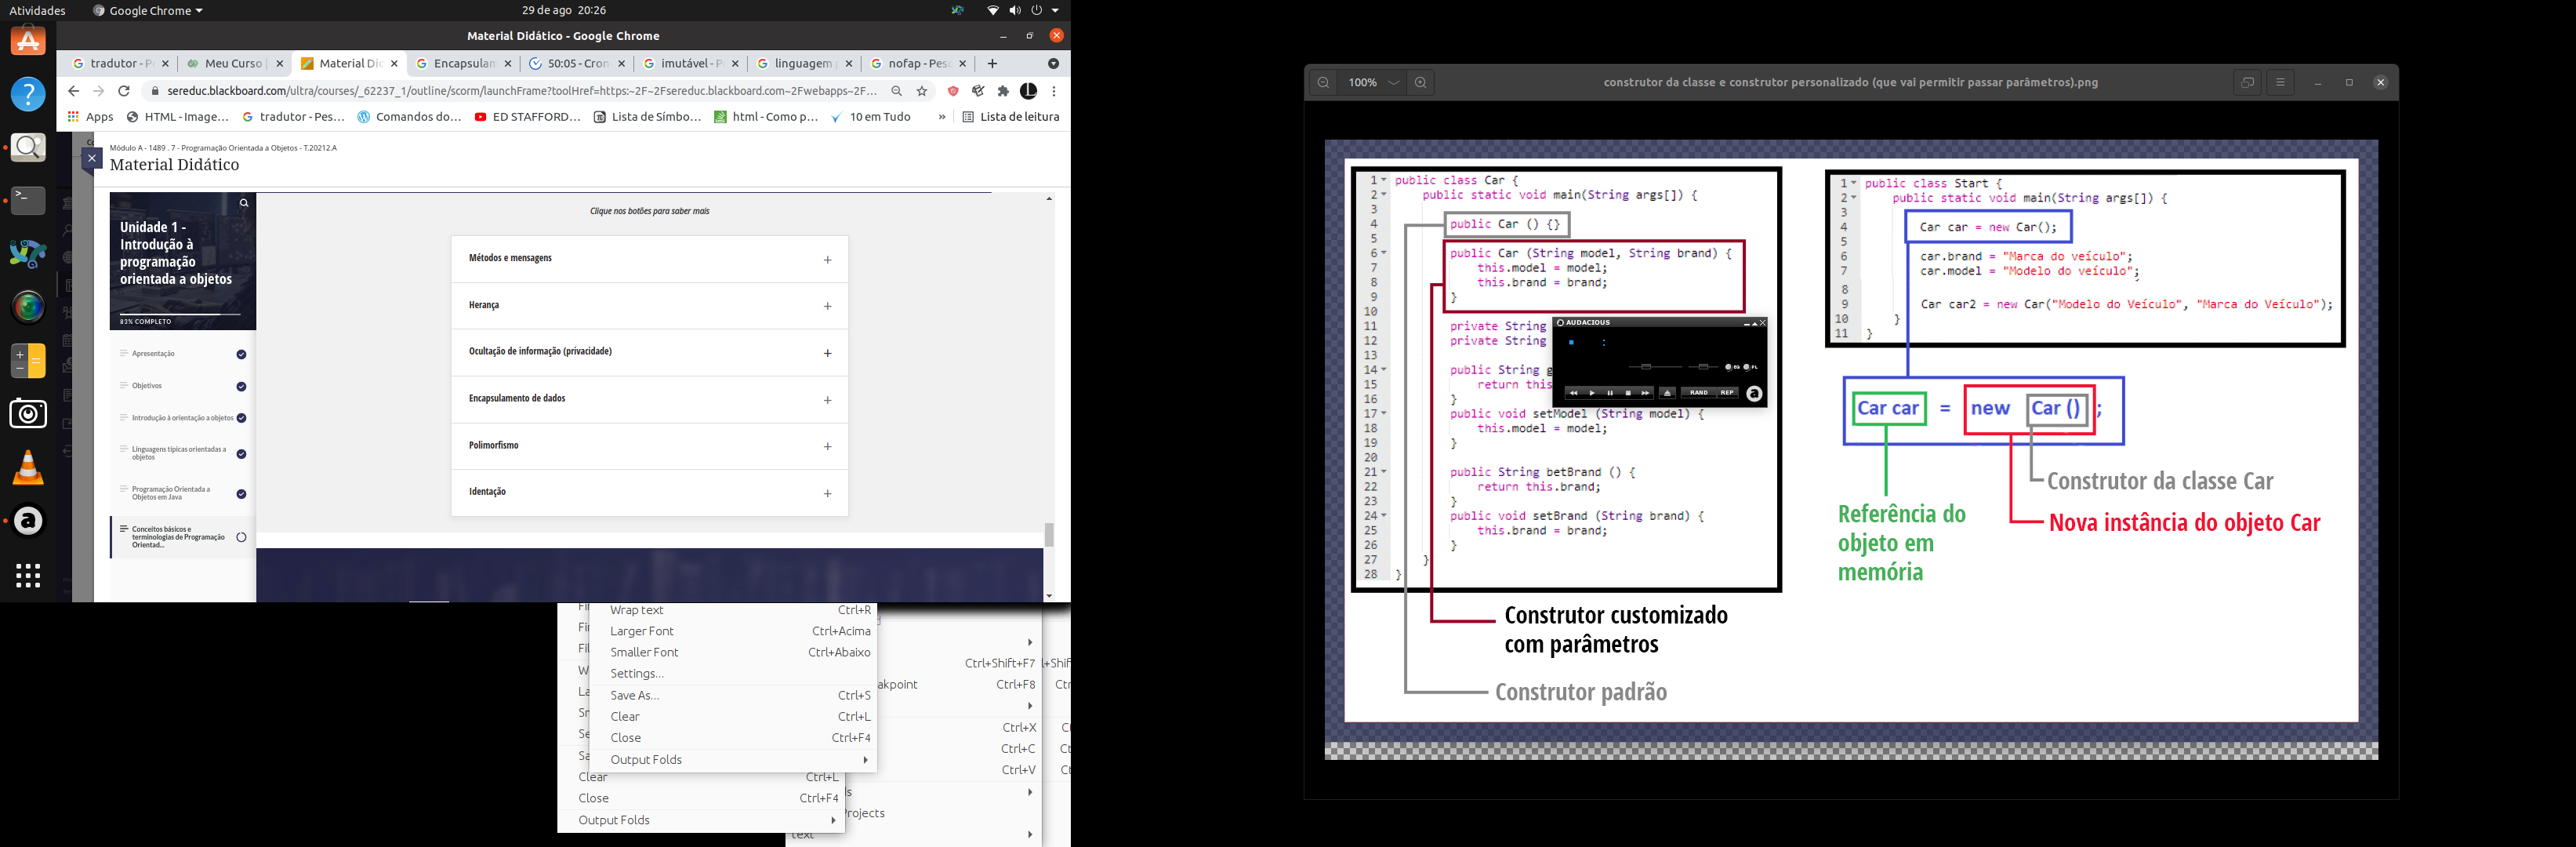 Atividades
Google Chrome
29 de ago 20:26
Material Didático - Google Chrome
tradutor - P
Meu Curso
Material Di
Encapsulam
50:05 - Cron
imutável - P
linguagem
nofap - Pes
sereduc.blackboard.com/ultra/courses/_62237_1/outline/scorm/launchFrame?toolHref=https:~2F~2Fsereduc.blackboard.com~2Fwebapps~2F...
Apps
HTML - Image...
tradutor - Pes...
Comandos do...
ED STAFFORD...
Lista de Símbo...
html - Como p...
10 em Tudo
»
Lista de leitura
Módulo A - 1489 . 7 - Programação Orientada a Objetos - T.20212.A
Material Didático
Unidade 1 -
Introdução à
programação
orientada a objetos
83% COMPLETO
Apresentação
Objetivos
Introdução à orientação a objetos
Linguagens típicas orientadas a
objetos
Programação Orientada a
Objetos em Java
Conceitos básicos e
terminologias de Programação
Orientad...
Clique nos botões para saber mais
Métodos e mensagens +
Herança +
Ocultação de informação (privacidade) +
Encapsulamento de dados +
Polimorfismo +
Identação +
Wrap text Ctrl+R
Larger Font Ctrl+Acima
Smaller Font Ctrl+Abaixo
Settings...
Save As... Ctrl+S
Clear Ctrl+L
Close Ctrl+F4
Output Folds
Clear Ctrl+L
Close Ctrl+F4
Output Folds
Ctrl+Shift+F7
akpoint Ctrl+F8
Ctrl+X
Ctrl+C
Ctrl+V
Projects
text
100%
construtor da classe e construtor personalizado (que vai permitir passar parâmetros).png
1 public class Car {
2 public static void main(String args[]) {
3
4 public Car () {}
5
6 public Car (String model, String brand) {
7 this.model = model;
8 this.brand = brand;
9 }
10
11 private String
12 private String
13
14 public String g
15 return this
16 }
17 public void setModel (String model) {
18 this.model = model;
19 }
20
21 public String betBrand () {
22 return this.brand;
23 }
24 public void setBrand (String brand) {
25 this.brand = brand;
26 }
27 }
28 }
AUDACIOUS
RAND REP
Construtor customizado
com parâmetros
Construtor padrão
1 public class Start {
2 public static void main(String args[]) {
3
4 Car car = new Car();
5
6 car.brand = "Marca do veículo";
7 car.model = "Modelo do veículo";
8
9 Car car2 = new Car("Modelo do Veículo", "Marca do Veículo");
10 }
11 }
Car car = new Car () ;
Construtor da classe Car
Nova instância do objeto Car
Referência do
objeto em
memória